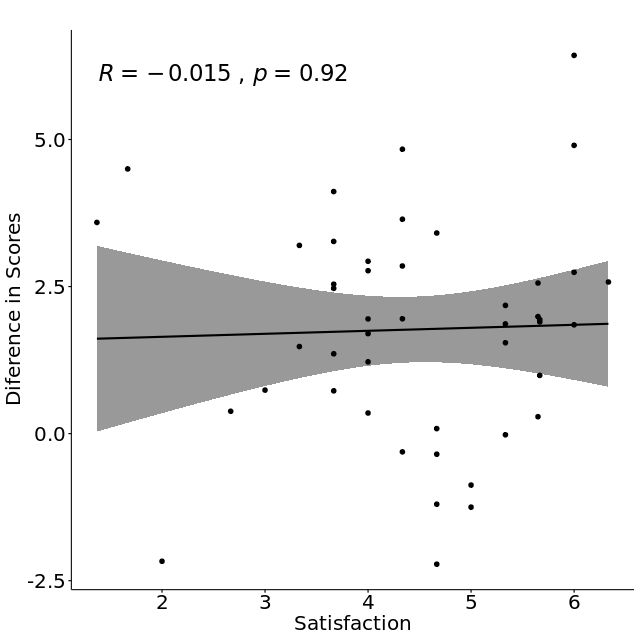 R = −0.015 , p = 0.92
5.0
2.5
0.0
-2.5
Diference in Scores
2 3 4 5 6
Satisfaction